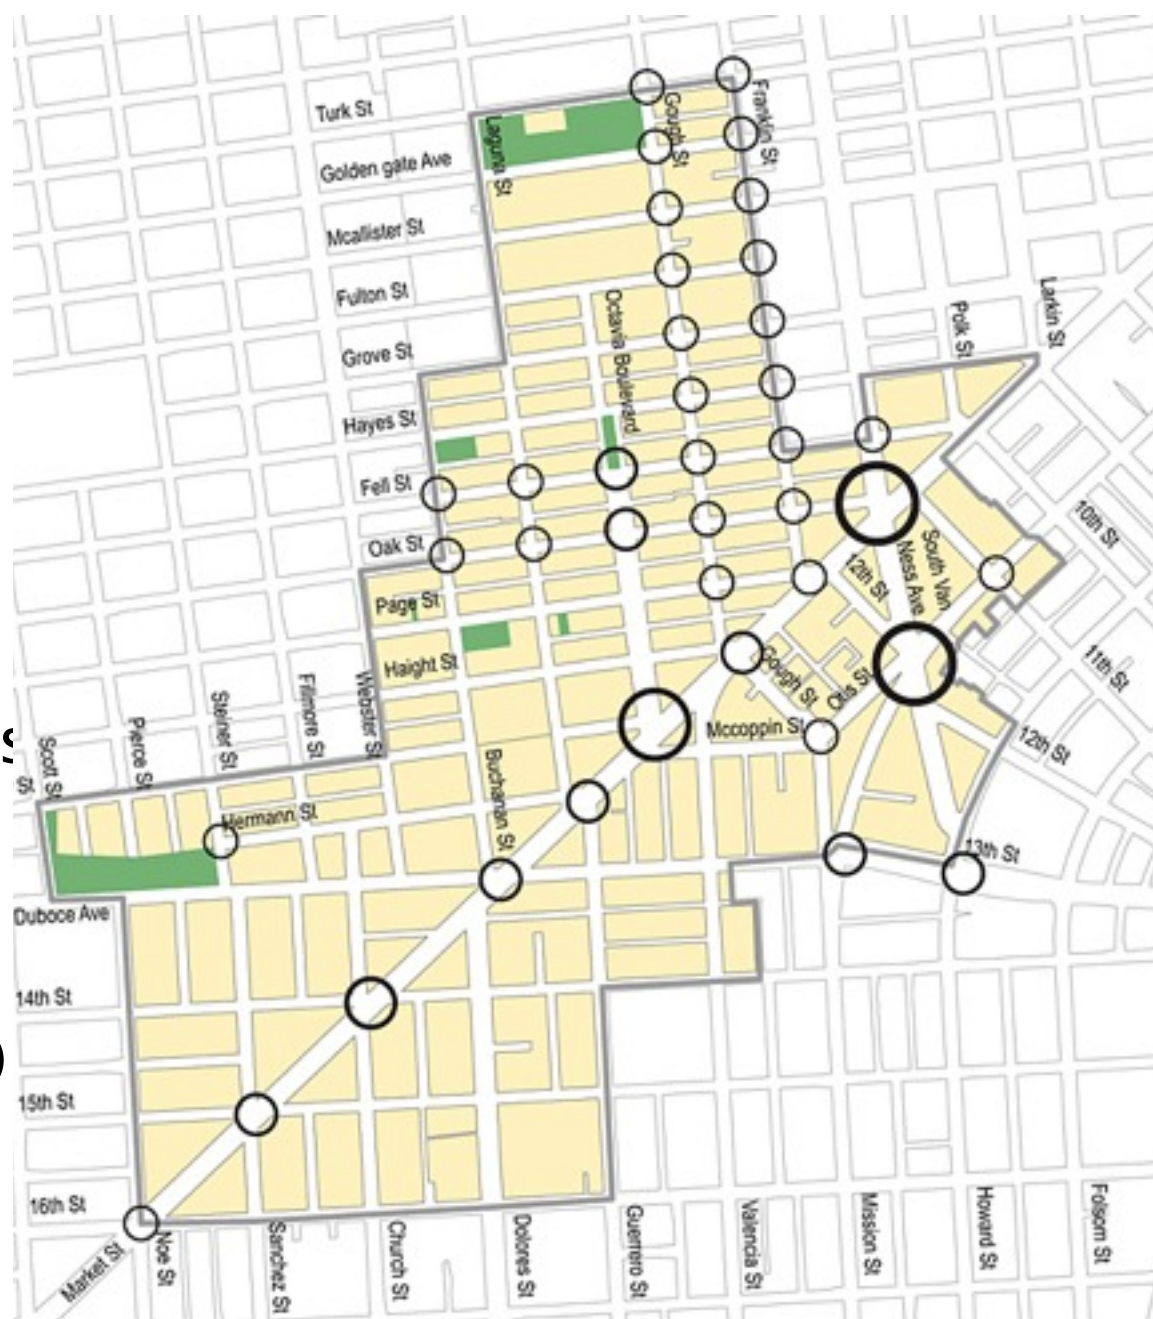 Turk St
Golden gate Ave
Mcallister St
Fulton St
Grove St
Hayes St
Fell St
Oak St
Page St
Haight St
Laguna St
Gough St
Franklin St
Octavia Boulevard
Polk St
Larkin St
10th St
11th St
12th St
12th St
South Van
Ness Ave
Gough St
Otis St
Mccoppin St
13th St
Webster St
Fillmore St
Steiner St
Pierce St
Scott St
St
s
Hermann St
Buchanan St
Duboce Ave
14th St
)
15th St
16th St
Market St
Noe St
Sanchez St
Church St
Dolores St
Guerrero St
Valencia St
Mission St
Howard St
Folsom St